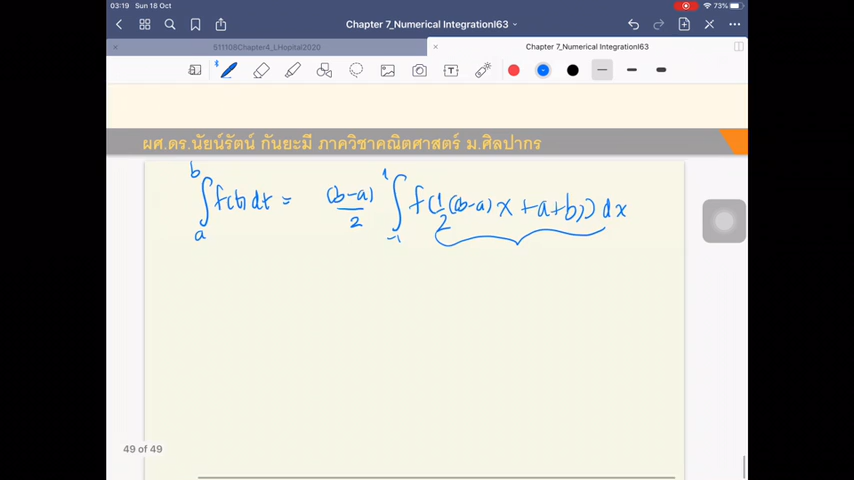 03:19 Sun 18 Oct
73%
Chapter 7_Numerical IntegrationI63
511108Chapter4_LHopital2020
Chapter 7_Numerical IntegrationI63
ผศ.ดร.นัยน์รัตน์ กันยะมี ภาควิชาคณิตศาสตร์ ม.ศิลปากร
∫_a^b f(t) dt = (b-a)/2 ∫_{-1}^1 f(1/2 (b-a) x + a+b)) dx
49 of 49